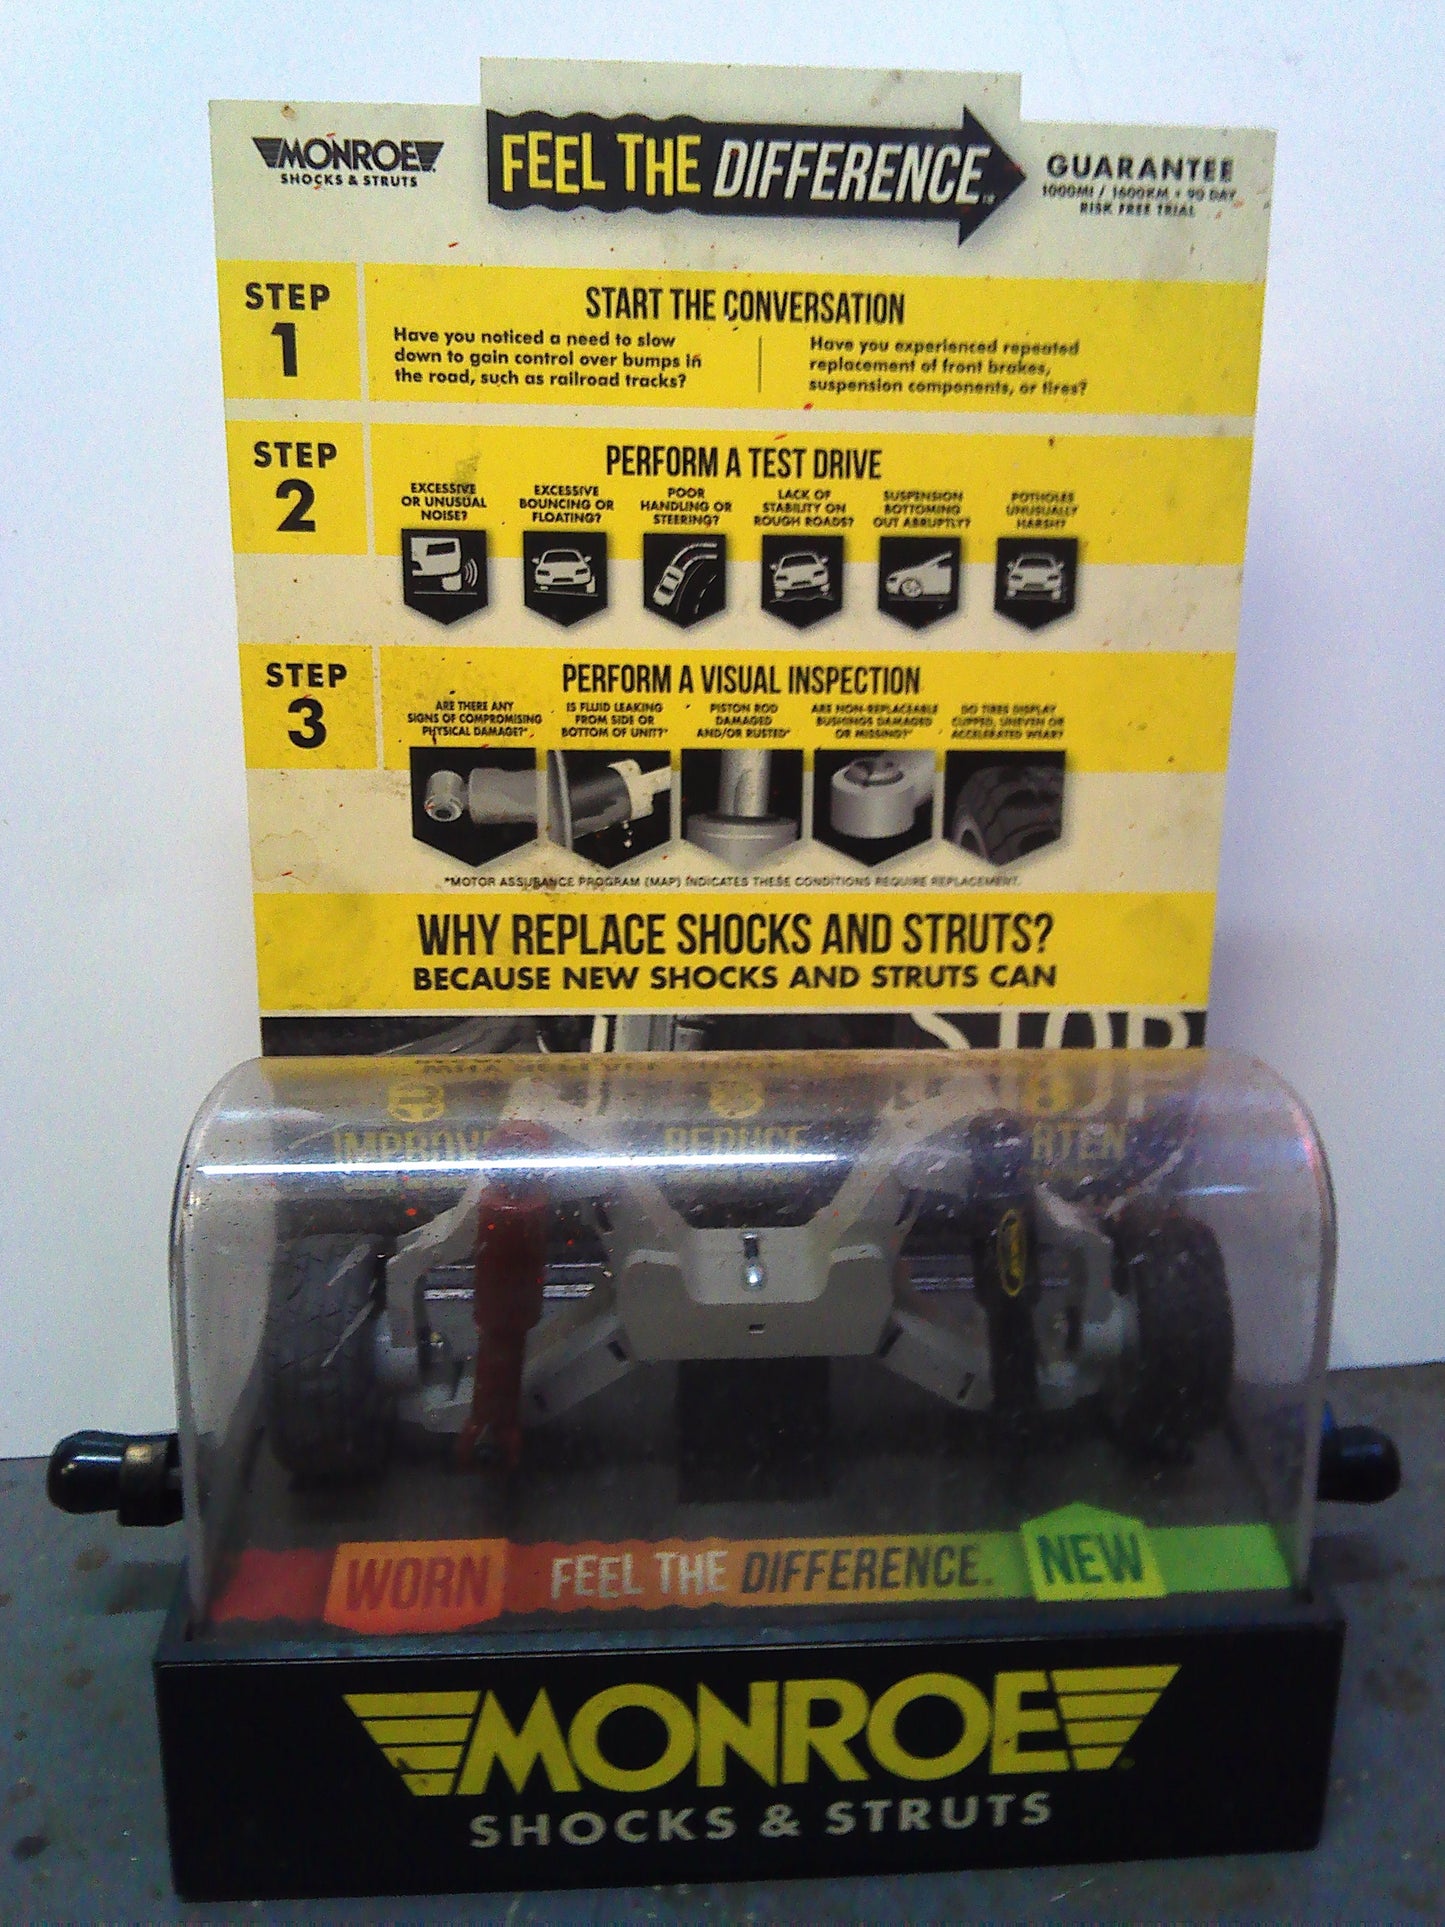 MONROE
SHOCKS & STRUTS
FEEL THE DIFFERENCE
GUARANTEE
1000MI / 1600KM • 90 DAY
RISK FREE TRIAL
STEP
1
START THE CONVERSATION
Have you noticed a need to slow
down to gain control over bumps in
the road, such as railroad tracks?
Have you experienced repeated
replacement of front brakes,
suspension components, or tires?
STEP
2
PERFORM A TEST DRIVE
EXCESSIVE
OR UNUSUAL
NOISE?
EXCESSIVE
BOUNCING OR
FLOATING?
POOR
HANDLING OR
STEERING?
LACK OF
STABILITY ON
ROUGH ROADS?
SUSPENSION
BOTTOMING
OUT ABRUPTLY?
POTHOLES
UNUSUALLY
HARSH?
STEP
3
PERFORM A VISUAL INSPECTION
ARE THERE ANY
SIGNS OF COMPROMISING
PHYSICAL DAMAGE?*
IS FLUID LEAKING
FROM SIDE OR
BOTTOM OF UNIT?*
PISTON ROD
DAMAGED
AND/OR RUSTED*
ARE NON-REPLACEABLE
BUSHINGS DAMAGED
OR MISSING?*
DO TIRES DISPLAY
CUPPED, UNEVEN OR
ACCELERATED WEAR?
*MOTOR ASSURANCE PROGRAM (MAP) INDICATES THESE CONDITIONS REQUIRE REPLACEMENT.
WHY REPLACE SHOCKS AND STRUTS?
BECAUSE NEW SHOCKS AND STRUTS CAN
STOP
IMPROVE
REDUCE
WORN
FEEL THE DIFFERENCE.
NEW
MONROE
SHOCKS & STRUTS